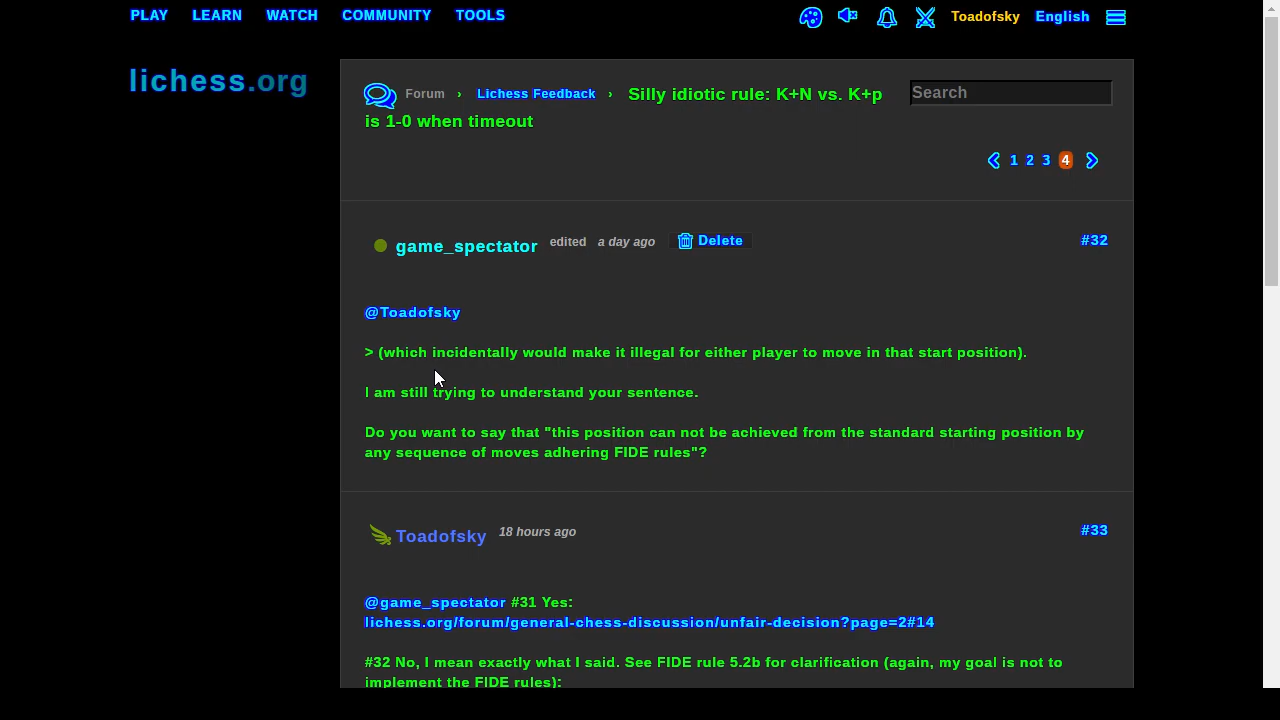 PLAY LEARN WATCH COMMUNITY TOOLS Toadofsky English
lichess.org
Forum › Lichess Feedback › Silly idiotic rule: K+N vs. K+p Search
is 1-0 when timeout
1 2 3 4
game_spectator edited a day ago Delete #32
@Toadofsky
> (which incidentally would make it illegal for either player to move in that start position).
I am still trying to understand your sentence.
Do you want to say that "this position can not be achieved from the standard starting position by
any sequence of moves adhering FIDE rules"?
Toadofsky 18 hours ago #33
@game_spectator #31 Yes:
lichess.org/forum/general-chess-discussion/unfair-decision?page=2#14
#32 No, I mean exactly what I said. See FIDE rule 5.2b for clarification (again, my goal is not to
implement the FIDE rules):